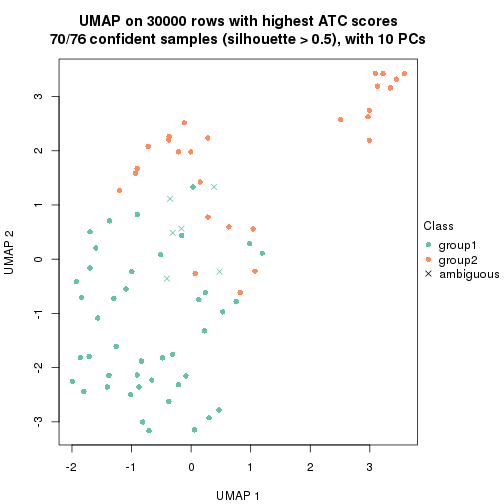 UMAP on 30000 rows with highest ATC scores
70/76 confident samples (silhouette > 0.5), with 10 PCs
3
2
1
0
-1
-2
-3
UMAP 2
-2
-1
0
1
2
3
UMAP 1
Class
group1
group2
ambiguous